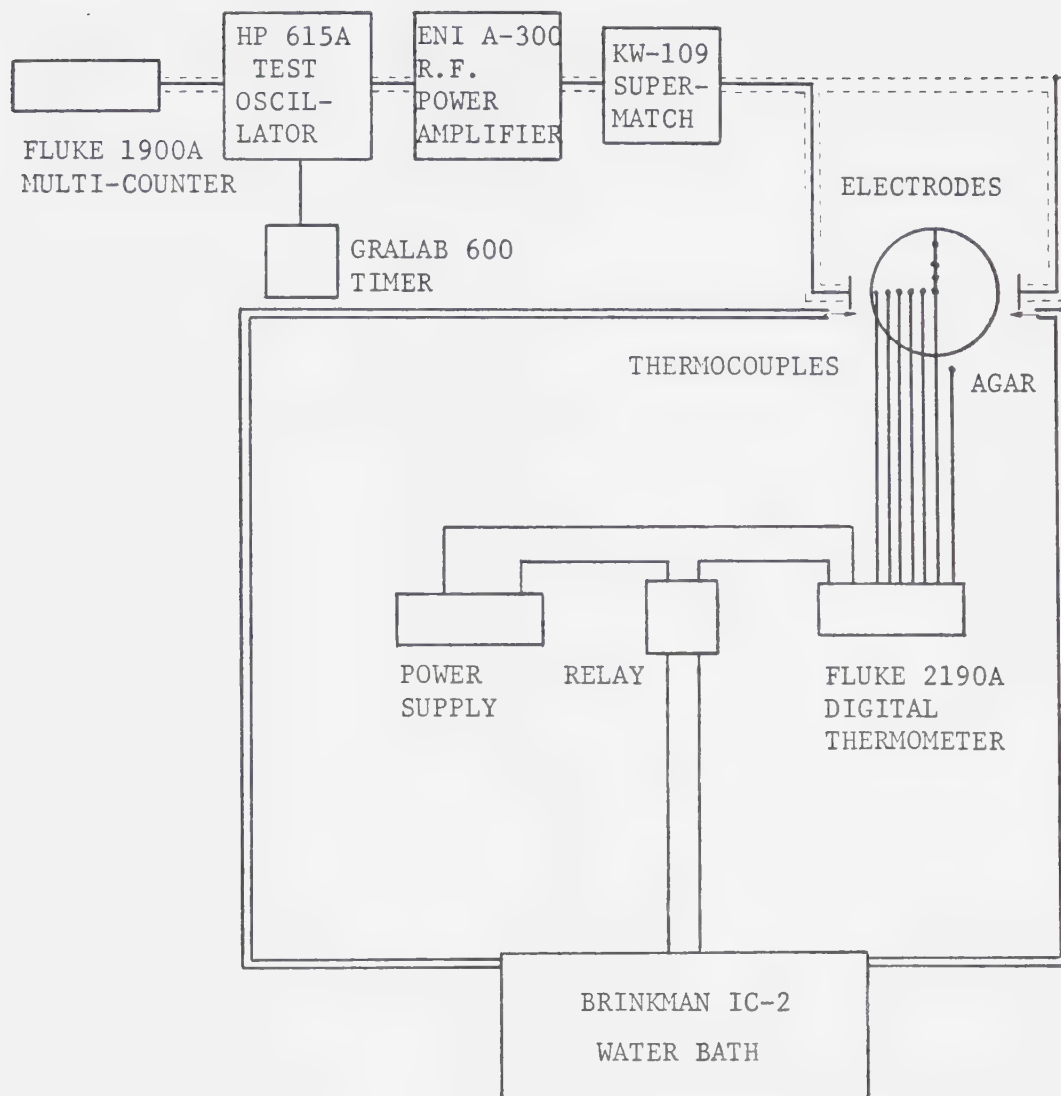 HP 615A
TEST
OSCIL-
LATOR
ENI A-300
R.F.
POWER
AMPLIFIER
KW-109
SUPER-
MATCH
FLUKE 1900A
MULTI-COUNTER
GRALAB 600
TIMER
ELECTRODES
THERMOCOUPLES
AGAR
POWER
SUPPLY
RELAY
FLUKE 2190A
DIGITAL
THERMOMETER
BRINKMAN IC-2
WATER BATH